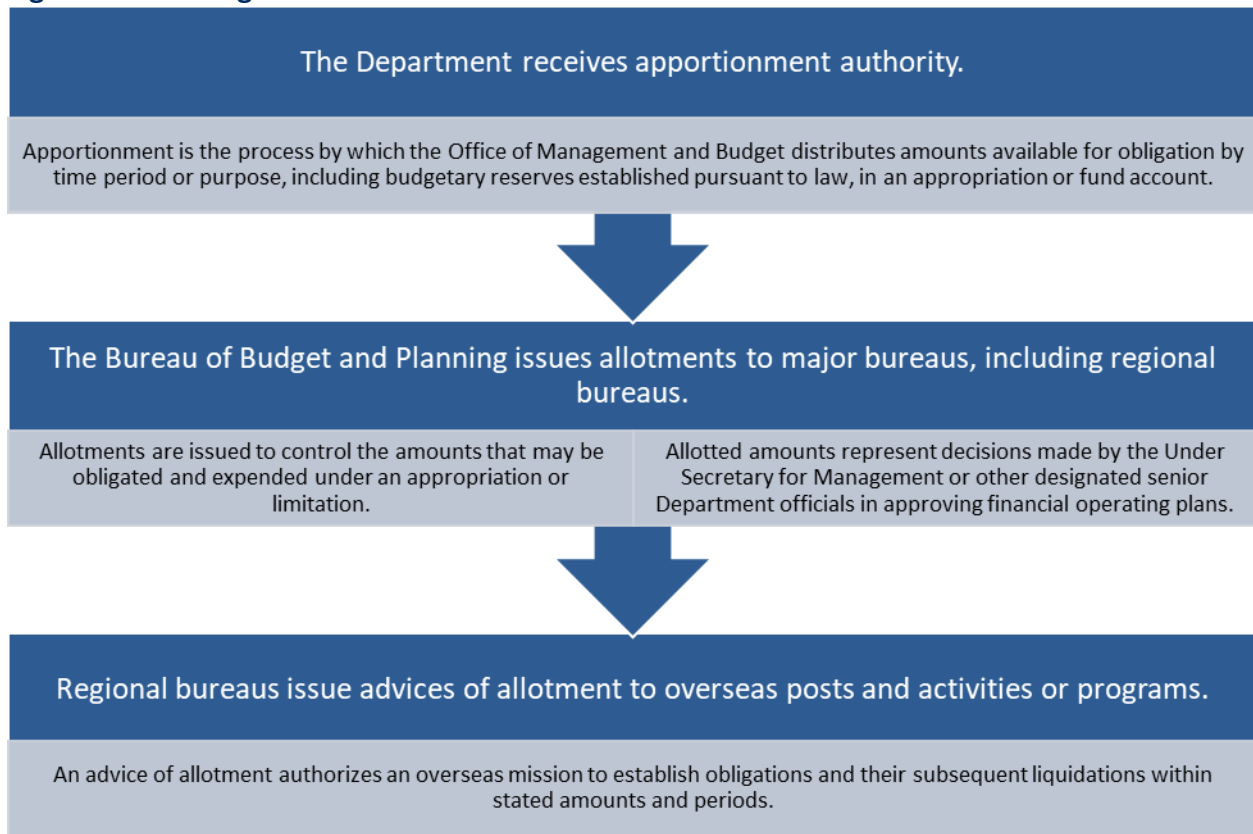 The Department receives apportionment authority.
Apportionment is the process by which the Office of Management and Budget distributes amounts available for obligation by
time period or purpose, including budgetary reserves established pursuant to law, in an appropriation or fund account.
The Bureau of Budget and Planning issues allotments to major bureaus, including regional
bureaus.
Allotments are issued to control the amounts that may be
obligated and expended under an appropriation or
limitation.
Allotted amounts represent decisions made by the Under
Secretary for Management or other designated senior
Department officials in approving financial operating plans.
Regional bureaus issue advices of allotment to overseas posts and activities or programs.
An advice of allotment authorizes an overseas mission to establish obligations and their subsequent liquidations within
stated amounts and periods.